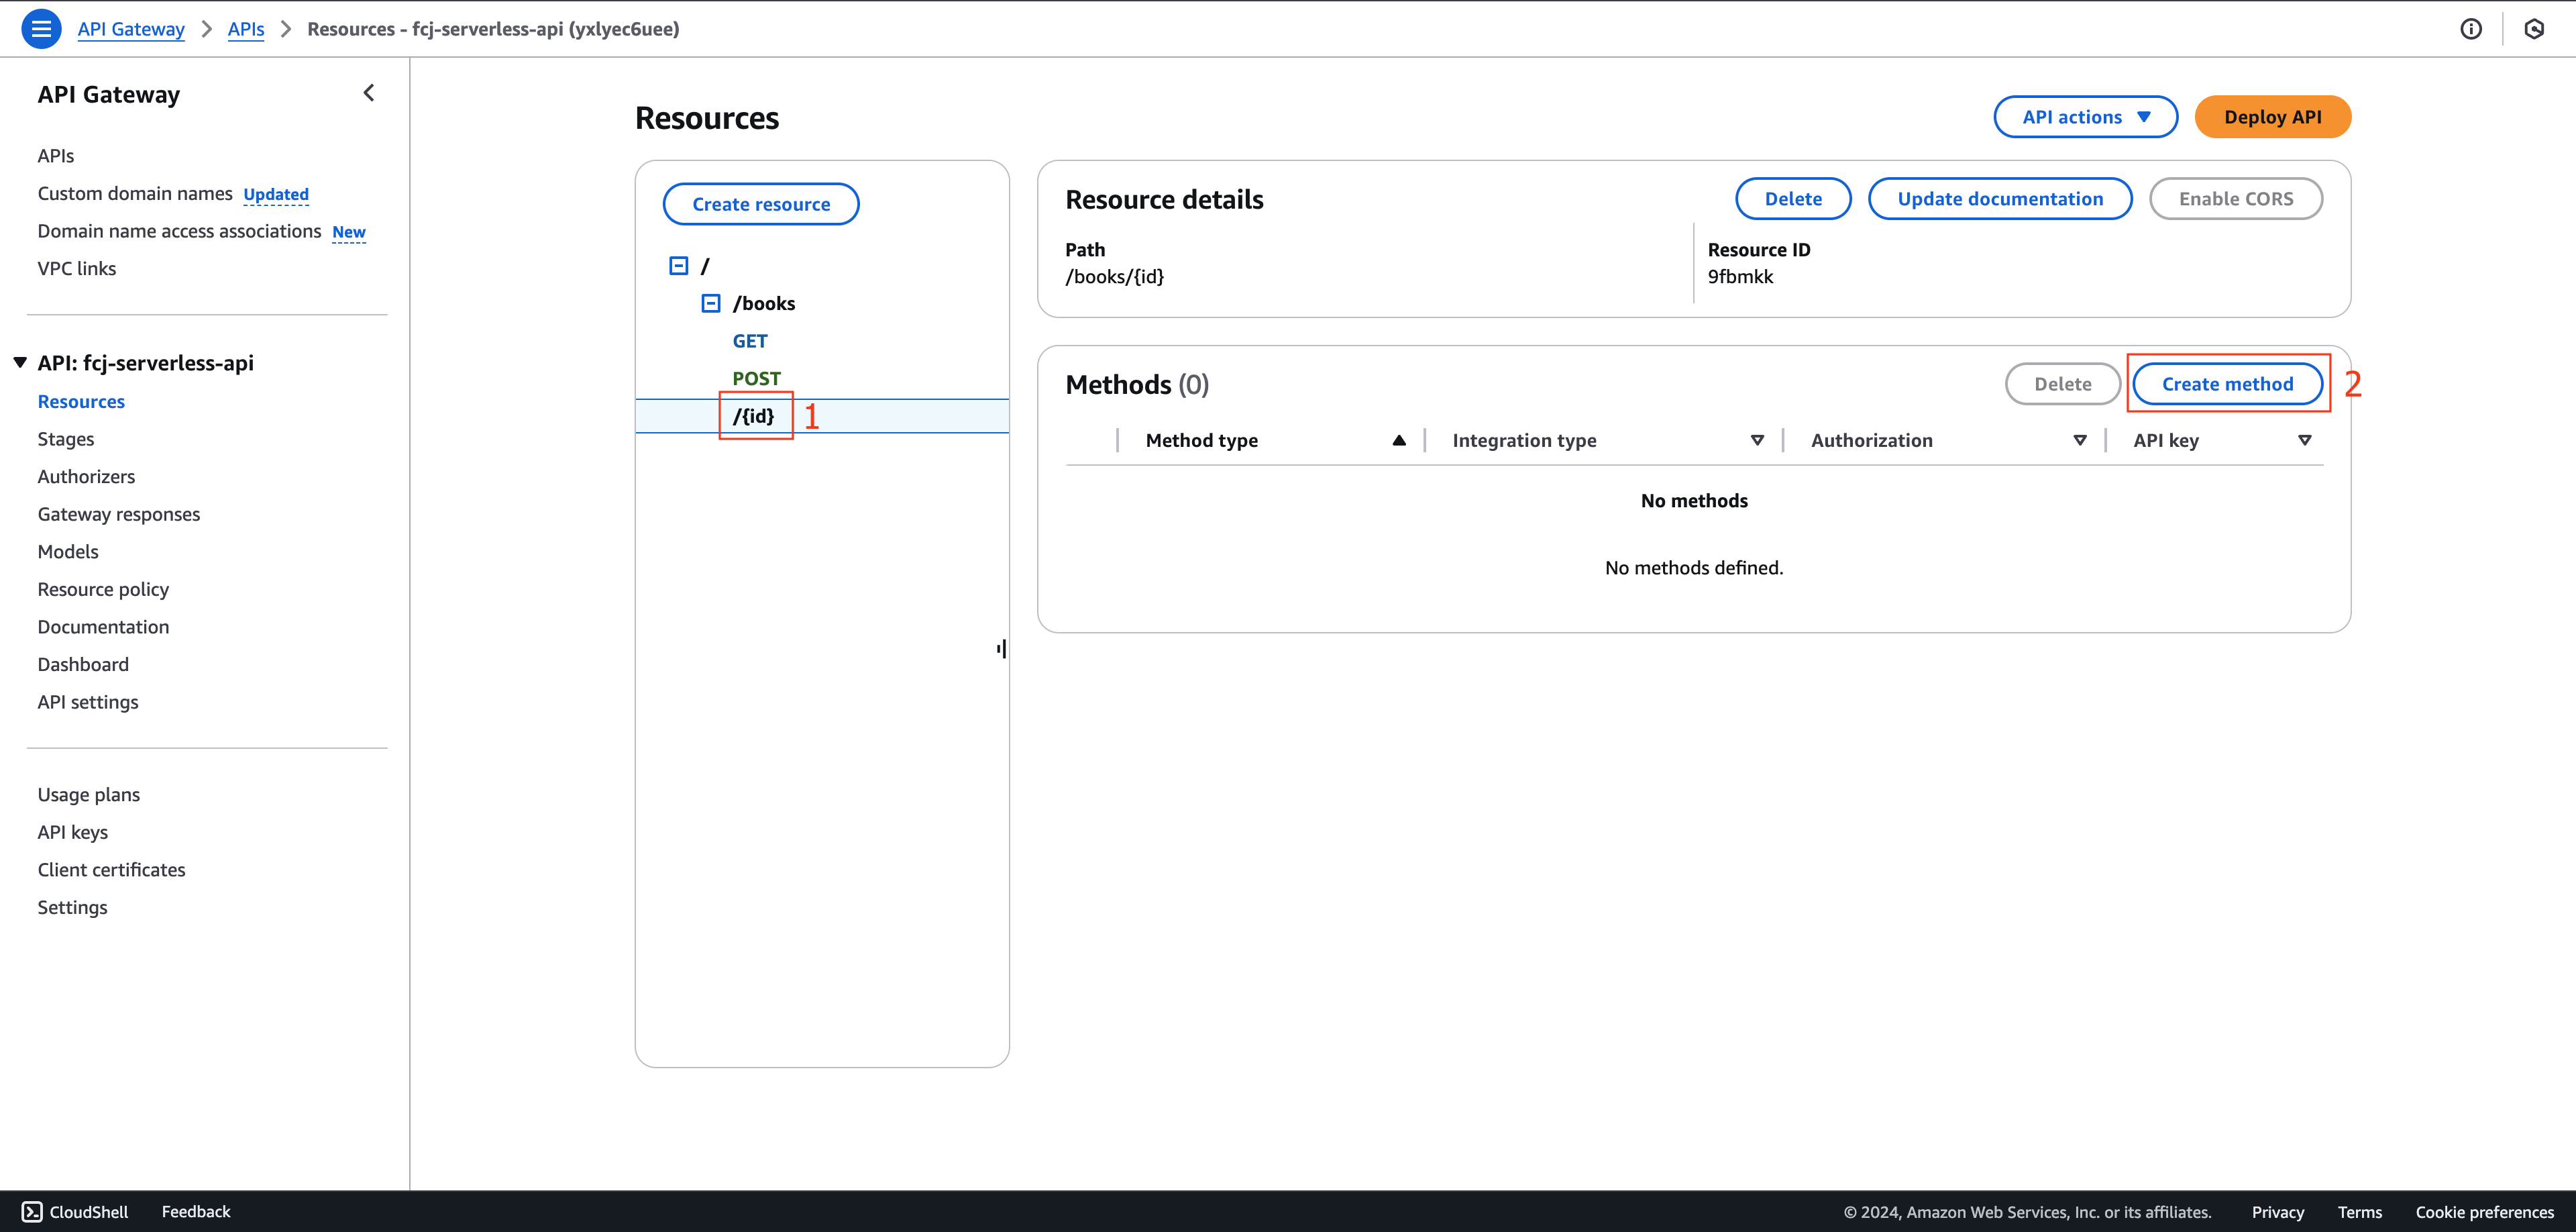 API Gateway > APIs > Resources - fcj-serverless-api (yxlyec6uee)
API Gateway
APIs
Custom domain names Updated
Domain name access associations New
VPC links
API: fcj-serverless-api
Resources
Stages
Authorizers
Gateway responses
Models
Resource policy
Documentation
Dashboard
API settings
Usage plans
API keys
Client certificates
Settings
Resources
API actions
Deploy API
Create resource
/
/books
GET
POST
/{id} 1
Resource details
Delete
Update documentation
Enable CORS
Path
/books/{id}
Resource ID
9fbmkk
Methods (0)
Delete
Create method 2
Method type
Integration type
Authorization
API key
No methods
No methods defined.
CloudShell
Feedback
© 2024, Amazon Web Services, Inc. or its affiliates.
Privacy
Terms
Cookie preferences